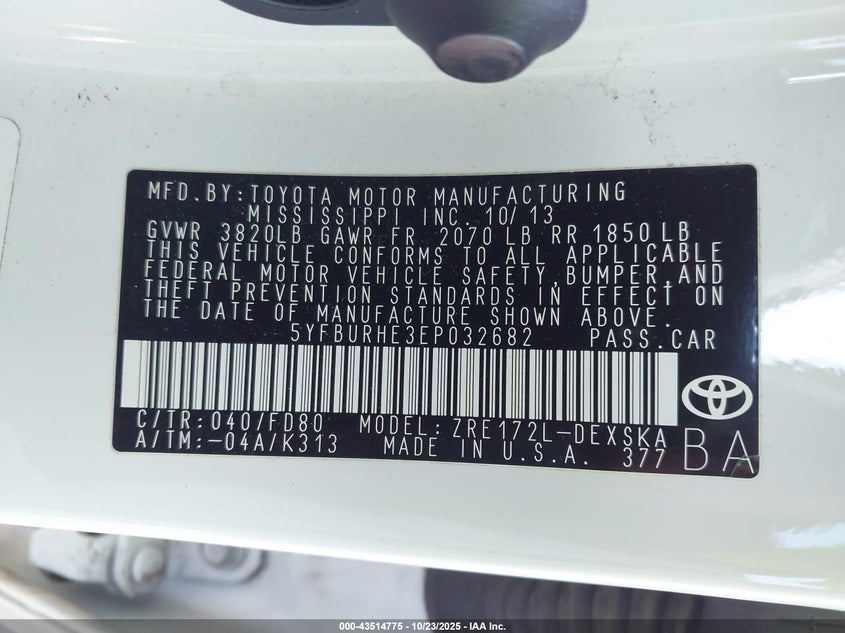 MFD.BY:TOYOTA MOTOR MANUFACTURING
MISSISSIPPI INC. 10/13
GVWR 3820LB GAWR FR 2070 LB RR 1850 LB
THIS VEHICLE CONFORMS TO ALL APPLICABLE
FEDERAL MOTOR VEHICLE SAFETY,BUMPER,AND
THEFT PREVENTION STANDARDS IN EFFECT ON
THE DATE OF MANUFACTURE SHOWN ABOVE.
5YFBURHE3EP032682 PASS.CAR
C/TR:040/FD80 MODEL:ZRE172L-DEXSKA
A/TM:-04A/K313 MADE IN U.S.A. 377 BA
000-43514775 - 10/23/2025 - IAA Inc.